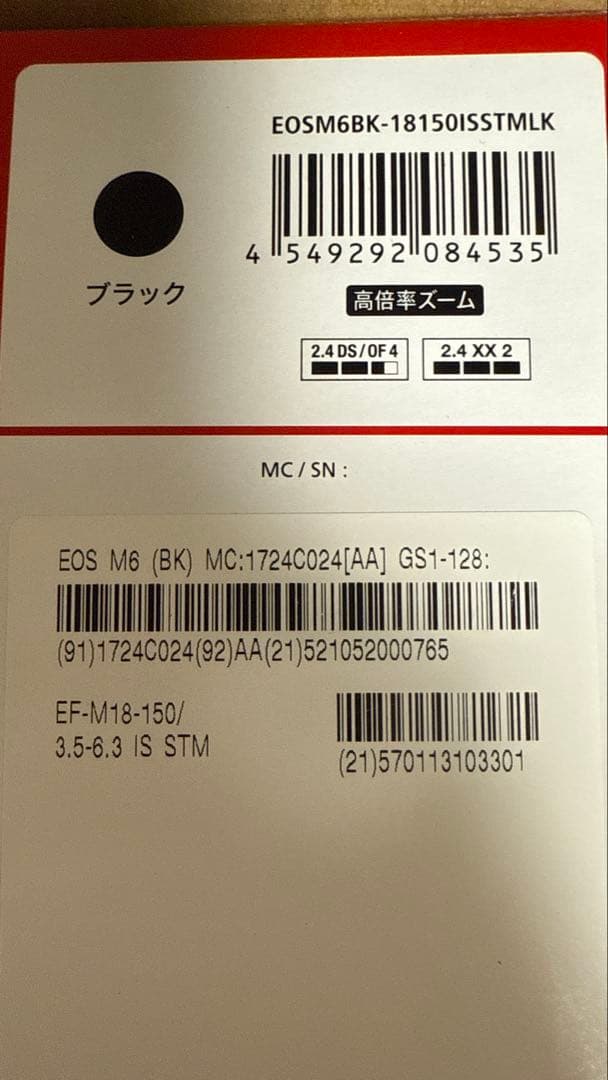 EOSM6BK-18150ISSTMLK
4 549292 084535
ブラック
高倍率ズーム
2.4 DS/OF 4
2.4 XX 2
MC / SN :
EOS M6 (BK) MC:1724C024[AA] GS1-128:
(91)1724C024(92)AA(21)521052000765
EF-M18-150/
3.5-6.3 IS STM
(21)570113103301